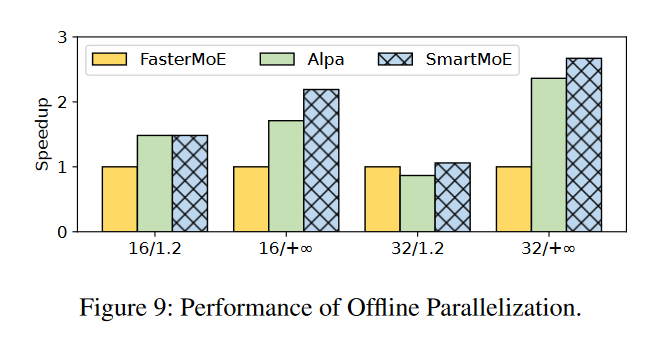 3
FasterMoE Alpa SmartMoE
2
Speedup
1
0
16/1.2 16/+∞ 32/1.2 32/+∞
Figure 9: Performance of Offline Parallelization.